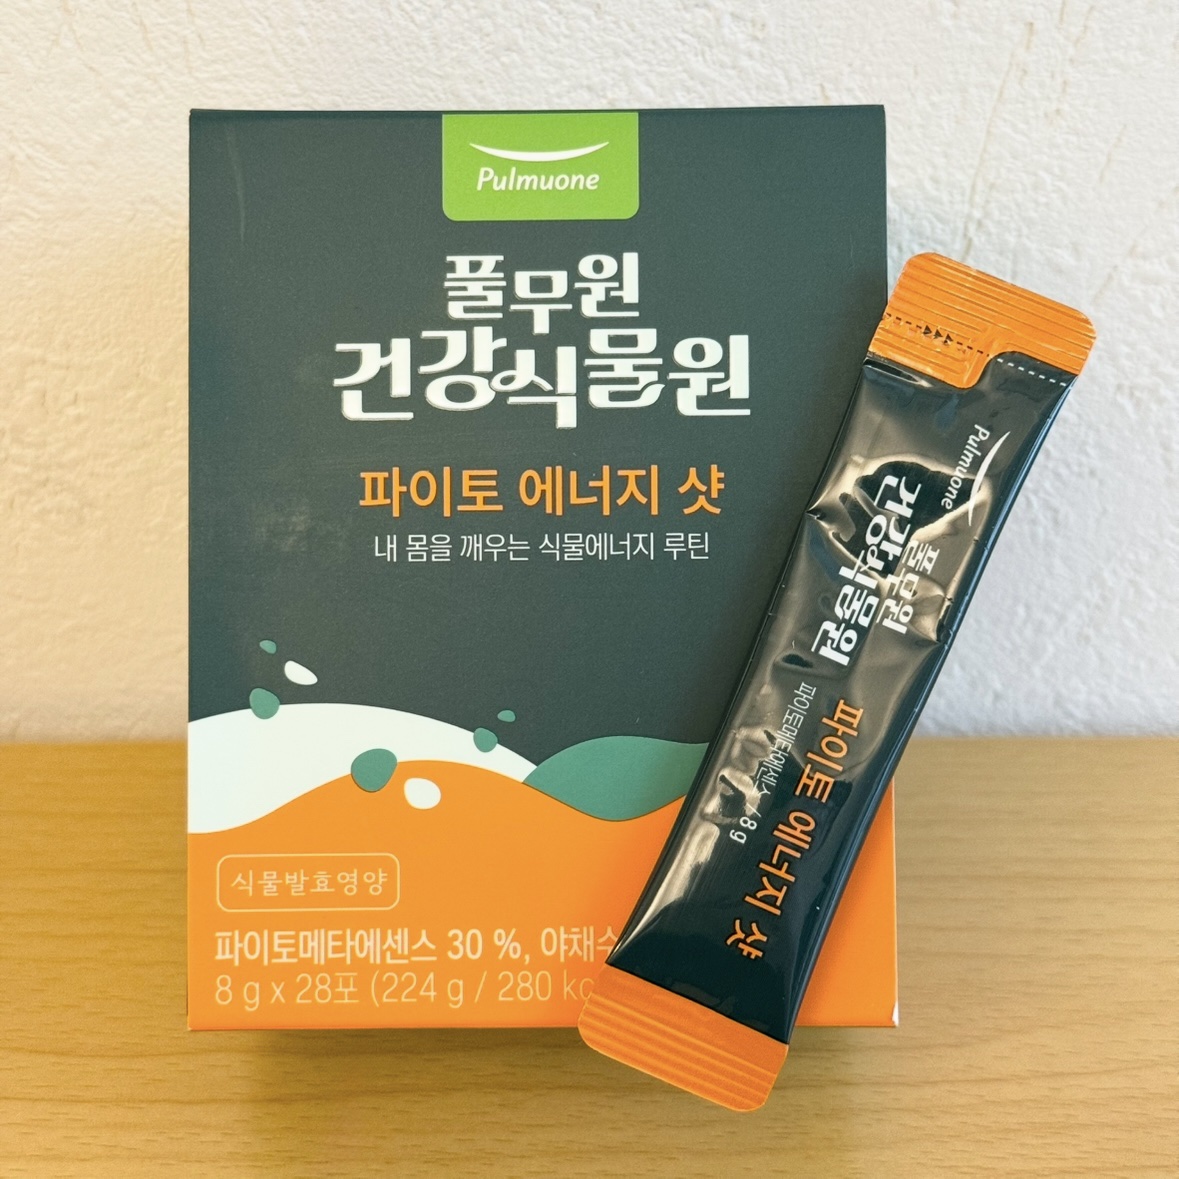 Pulmuone
풀무원
건강식물원
파이토 에너지 샷
내 몸을 깨우는 식물에너지 루틴
식물발효영양
파이토메타에센스 30 %, 야채수
8 g x 28포 (224 g / 280 kc
Pulmuone
풀무원
건강식물원
파이토 에너지 샷
파이토메타에센스 / 8 g